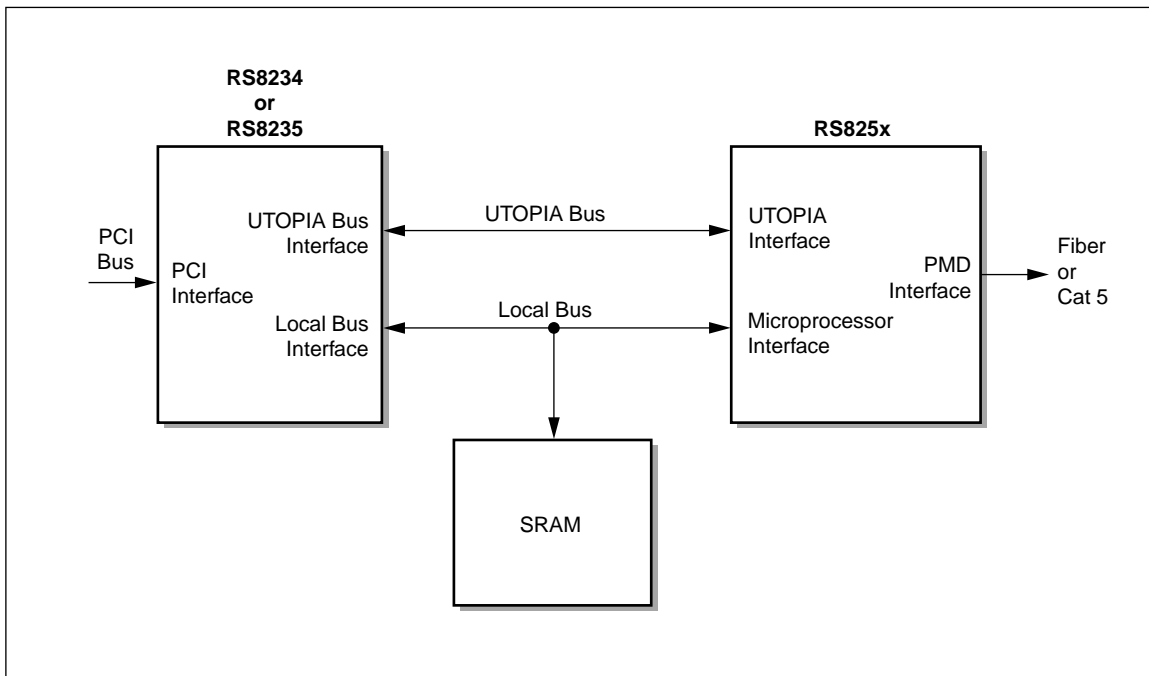 RS8234
or
RS8235
RS825x
UTOPIA Bus
Interface
UTOPIA Bus
UTOPIA
Interface
PCI
Bus
PCI
Interface
PMD
Interface
Fiber
or
Cat 5
Local Bus
Interface
Local Bus
Microprocessor
Interface
SRAM